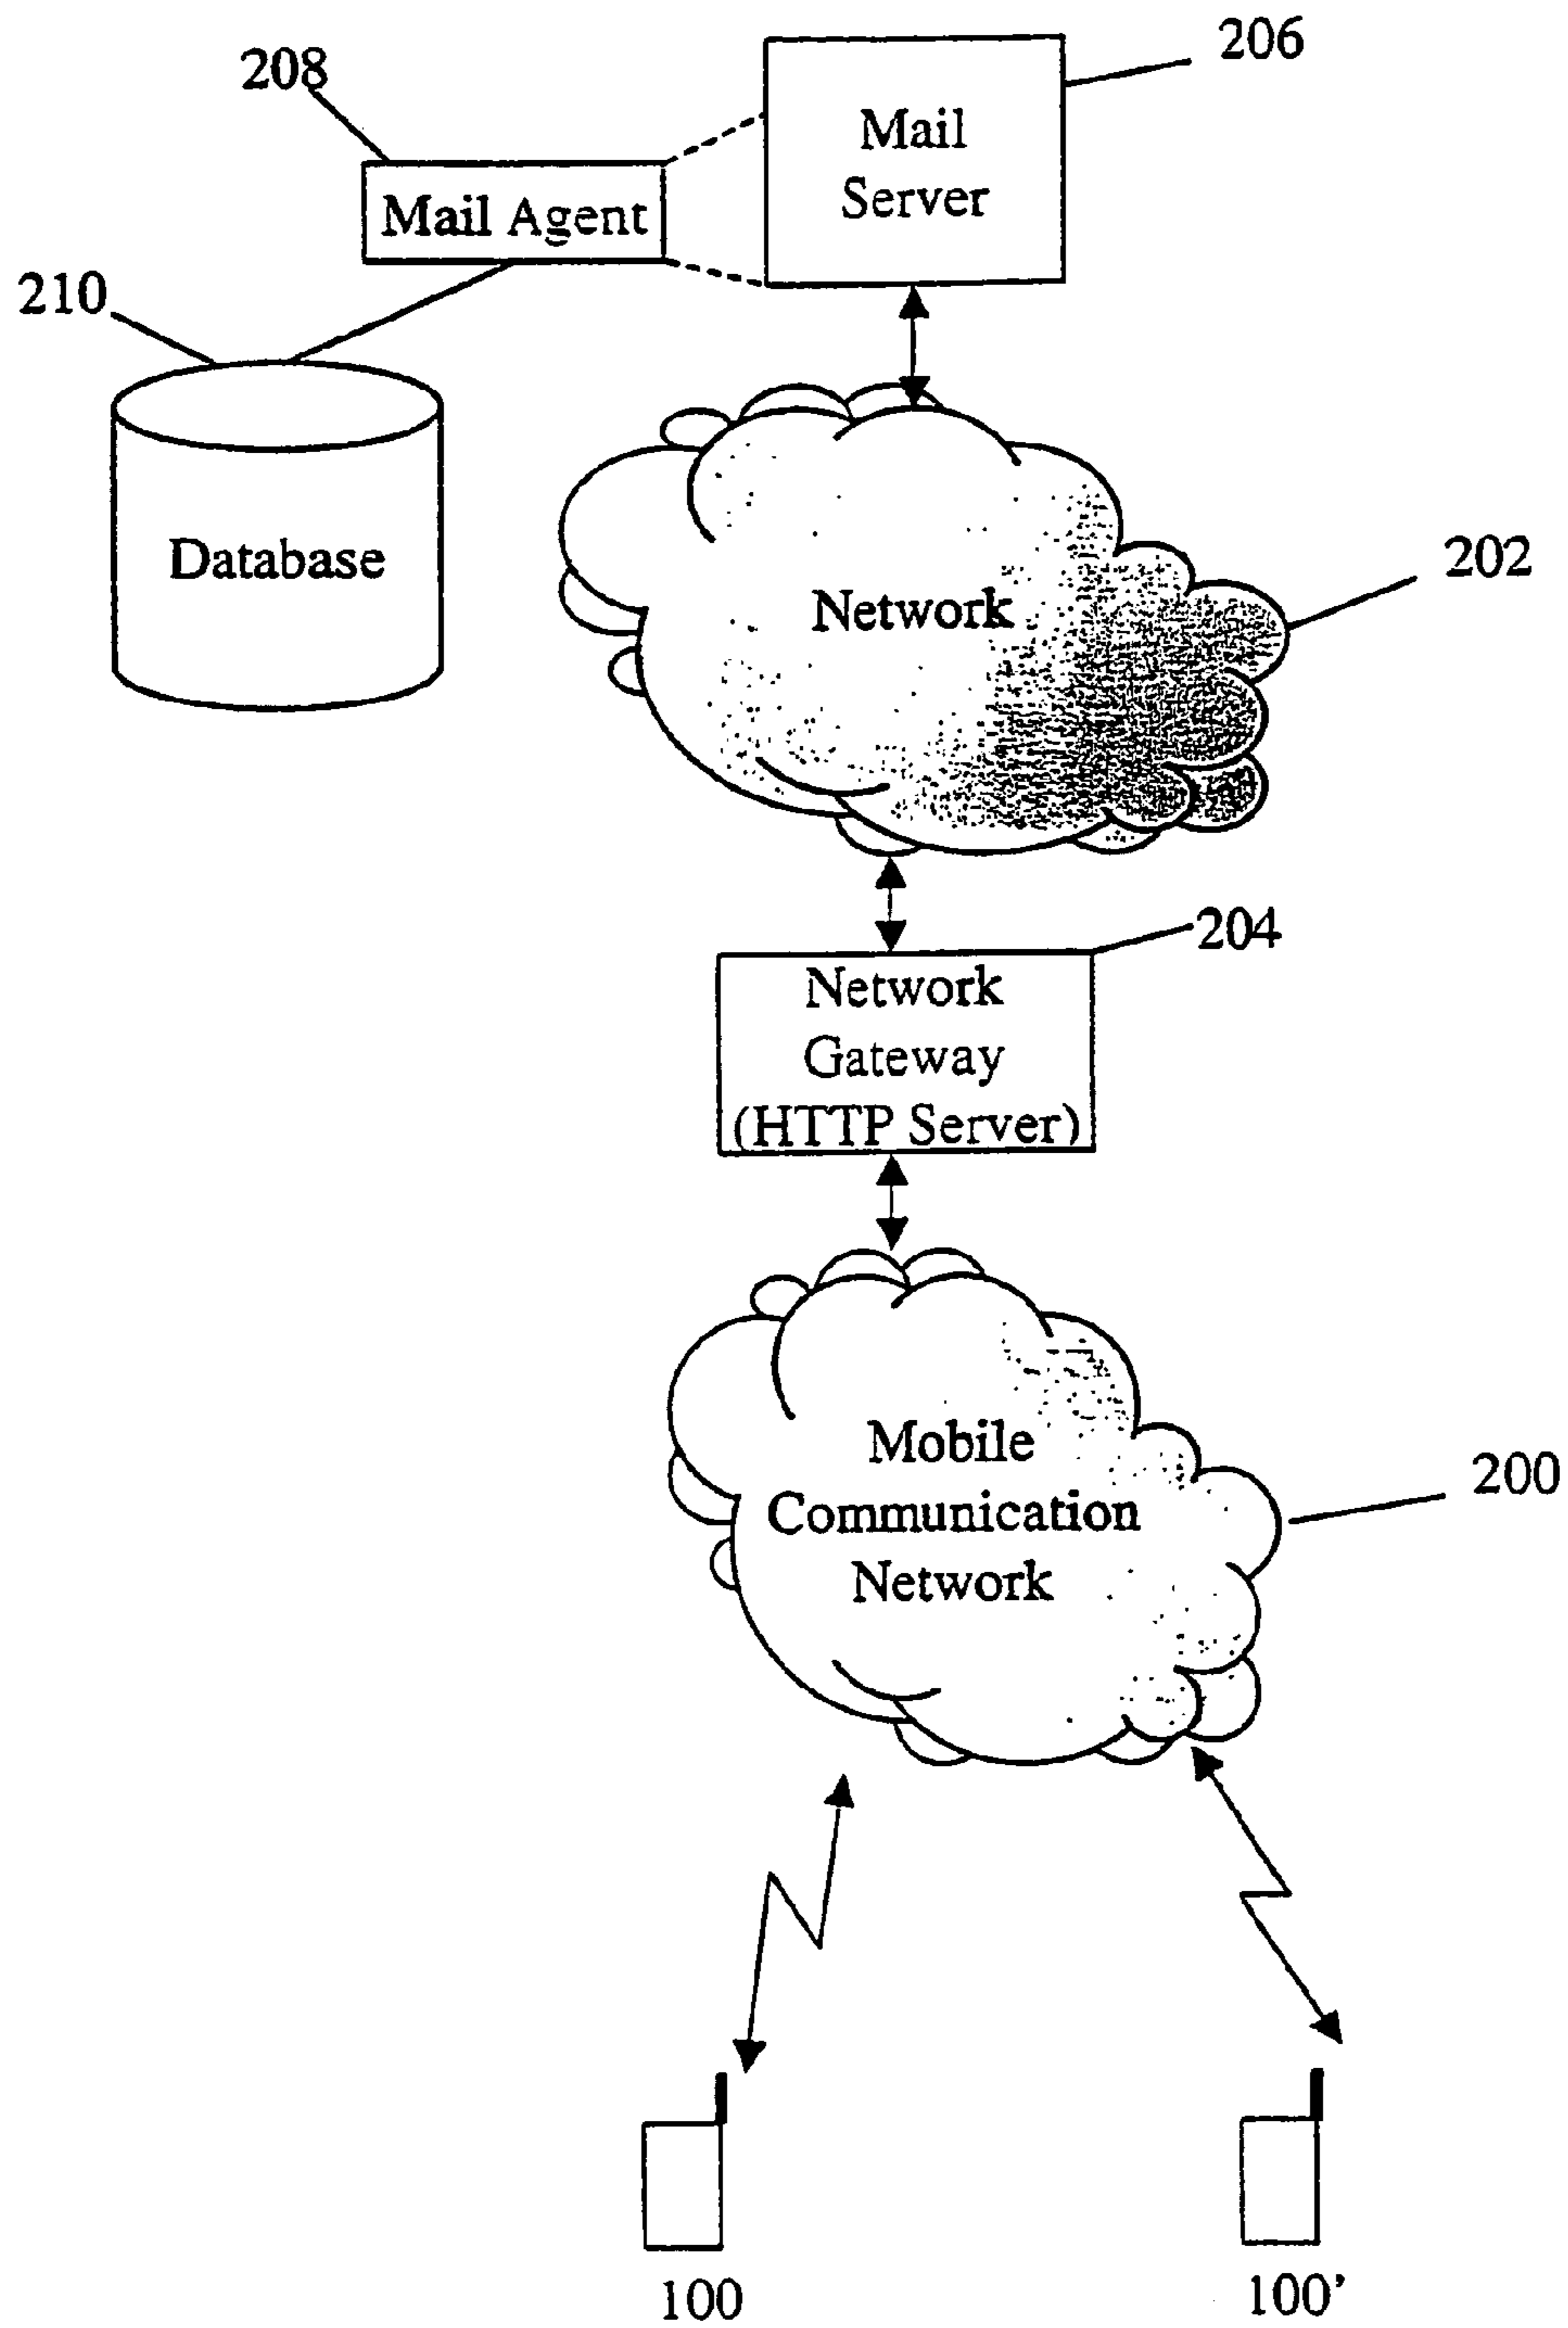 206
208
Mail
Server
Mail Agent
210
Database
202
Network
204
Network
Gateway
(HTTP Server)
Mobile
Communication
Network
200
100
100'